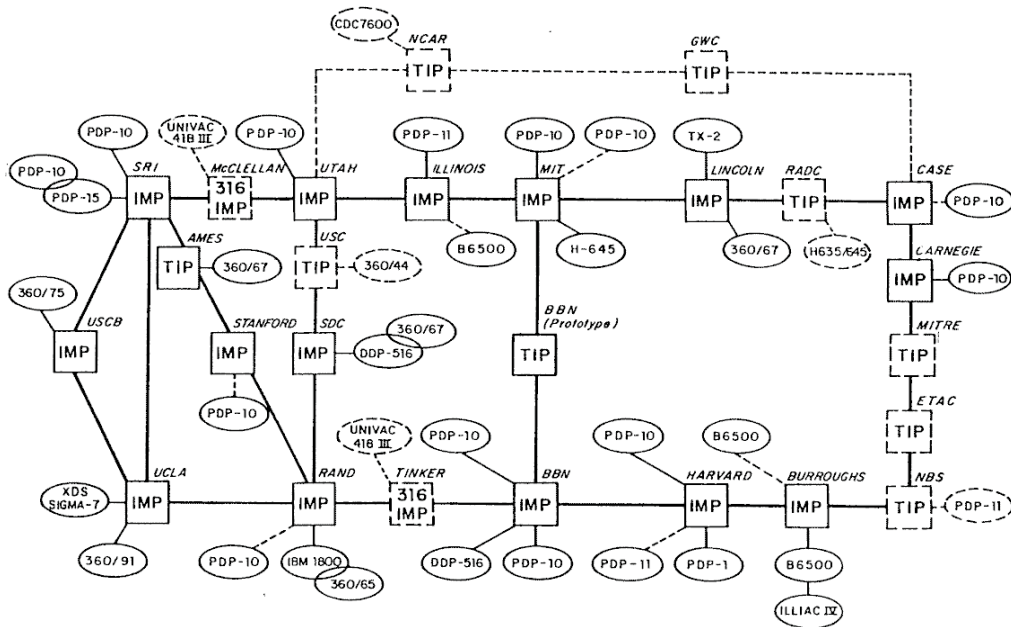 CDC7600
NCAR
TIP
GWC
TIP
PDP-10
UNIVAC
418 III
PDP-10
PDP-11
PDP-10
PDP-10
TX-2
PDP-10
PDP-15
SRI
IMP
McCLELLAN
316
IMP
UTAH
IMP
ILLINOIS
IMP
MIT
IMP
LINCOLN
IMP
RADC
TIP
CASE
IMP
PDP-10
AMES
TIP
360/67
USC
TIP
360/44
B6500
H-645
360/67
H635/645
LARNEGIE
IMP
PDP-10
360/75
USCB
IMP
STANFORD
IMP
SDC
IMP
360/67
DDP-516
BBN
(Prototype)
TIP
MITRE
TIP
PDP-10
ETAC
TIP
UNIVAC
418 III
PDP-10
PDP-10
B6500
XDS
SIGMA-7
UCLA
IMP
RAND
IMP
TINKER
316
IMP
BBN
IMP
HARVARD
IMP
BURROUGHS
IMP
NBS
TIP
PDP-11
360/91
PDP-10
IBM 1800
360/65
DDP-516
PDP-10
PDP-11
PDP-1
B6500
ILLIAC IV